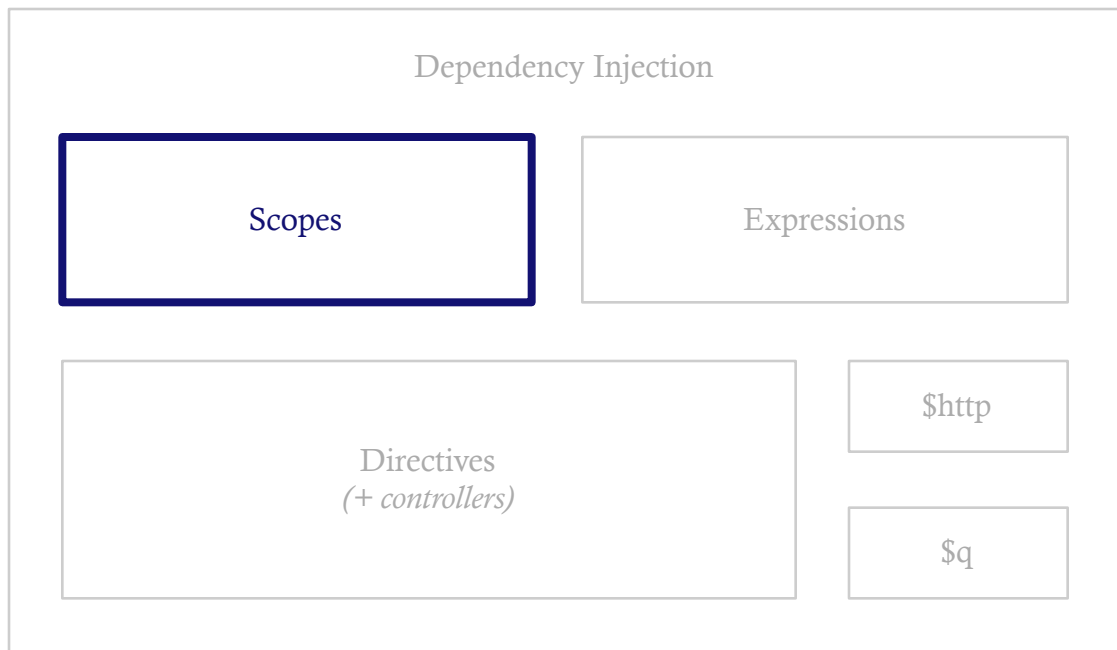 Dependency Injection
Scopes
Expressions
Directives
(+ controllers)
$http
$q